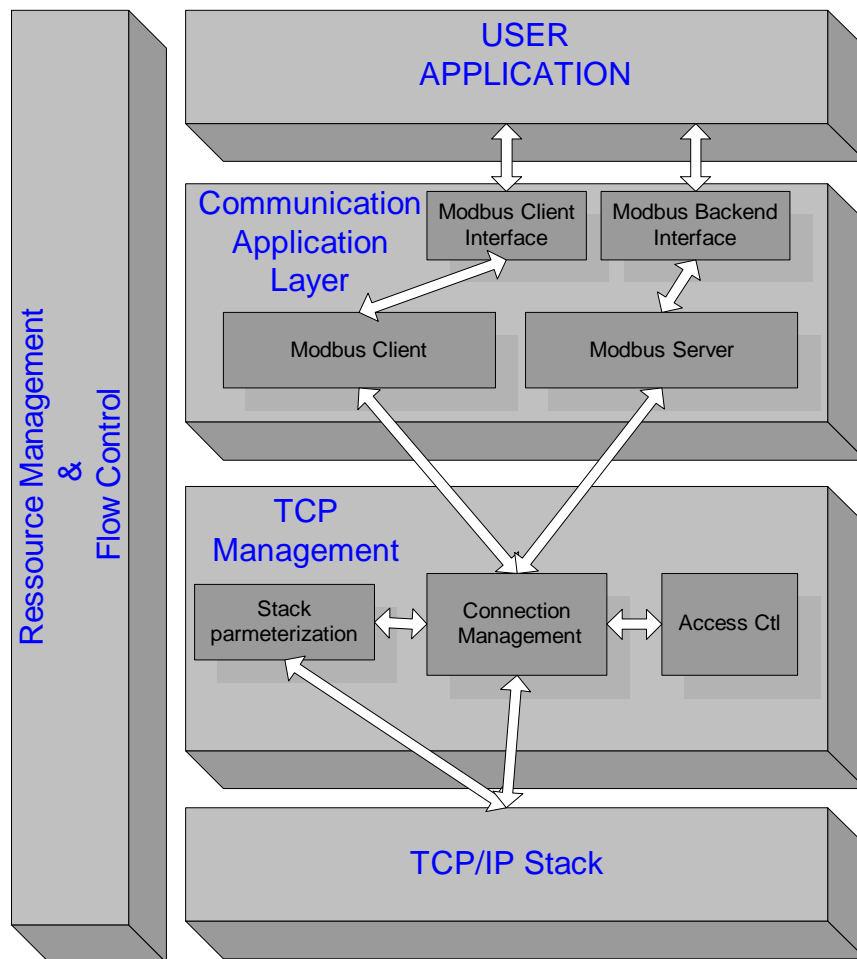 USER
APPLICATION
Communication
Application
Layer
Modbus Client
Interface
Modbus Backend
Interface
Modbus Client
Modbus Server
Ressource Management
&
Flow Control
TCP
Management
Stack
parmeterization
Connection
Management
Access Ctl
TCP/IP Stack